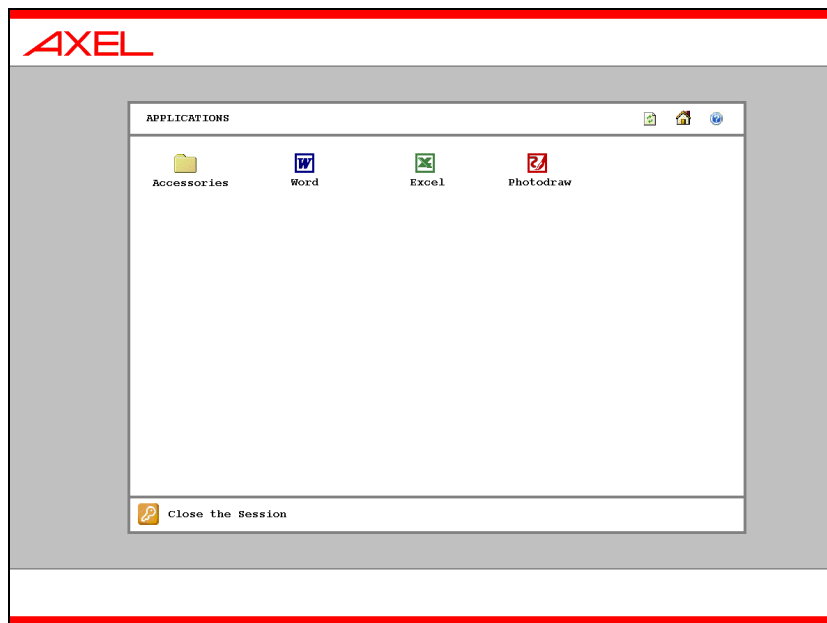 AXEL
APPLICATIONS
Accessories Word Excel Photodraw
Close the Session